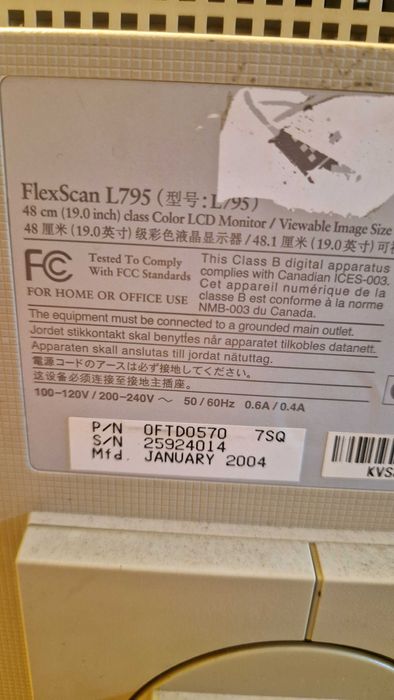 FlexScan L795 (型号: L795)
48 cm (19.0 inch) class Color LCD Monitor / Viewable Image Size
48 厘米 (19.0英寸) 级彩色液晶显示器 / 48.1 厘米 (19.0英寸) 可
FC
Tested To Comply
With FCC Standards
FOR HOME OR OFFICE USE
This Class B digital apparatus
complies with Canadian ICES-003.
Cet appareil numérique de la
classe B est conforme à la norme
NMB-003 du Canada.
The equipment must be connected to a grounded main outlet.
Jordet stikkontakt skal benyttes når apparatet tilkobles datanett.
Apparaten skall anslutas till jordat nätuttag.
電源コードのアースは必ず接地してください。
这设备必须连接至接地主插座。
100-120V / 200-240V ～ 50 / 60Hz 0.6A / 0.4A
P/N 0FTD0570 7SQ
S/N 25924014
Mfd. JANUARY 2004
KVS